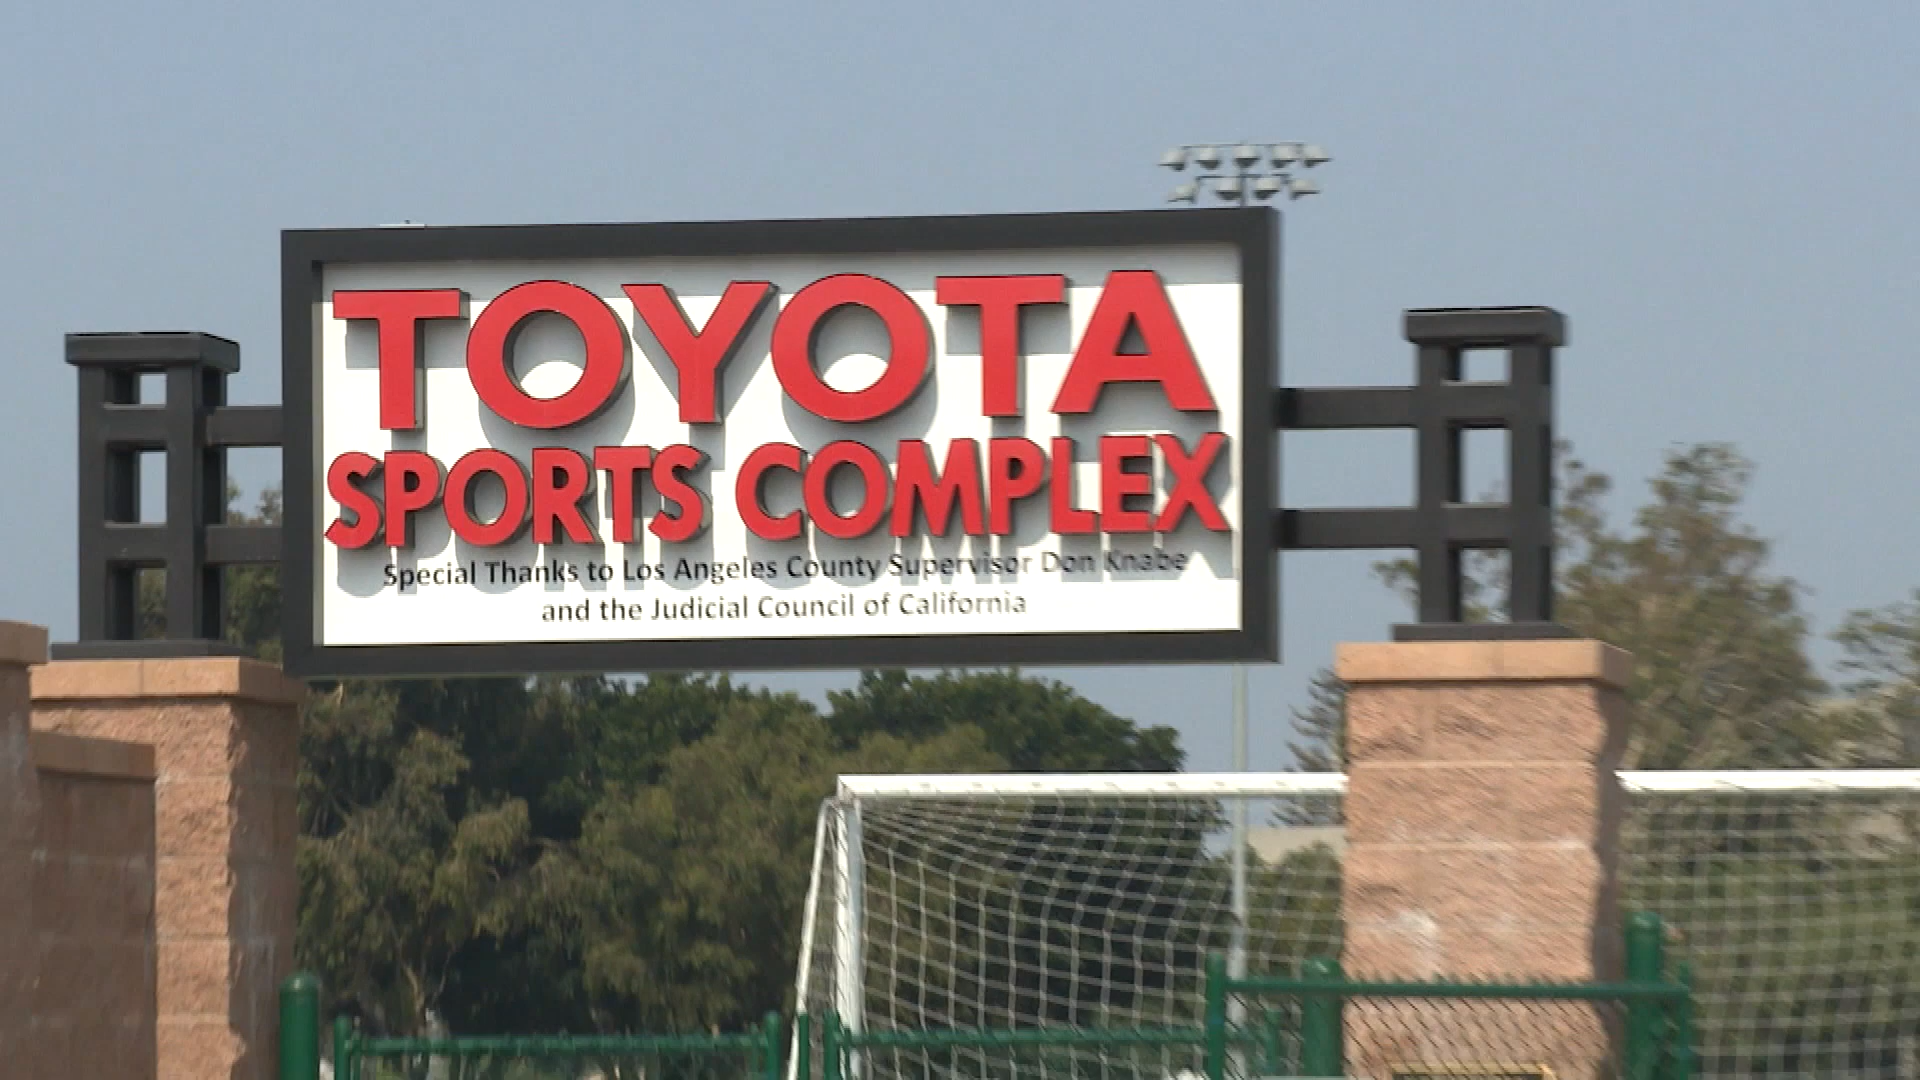 TOYOTA
SPORTS COMPLEX
Special Thanks to Los Angeles County Supervisor Don Knabe
and the Judicial Council of California